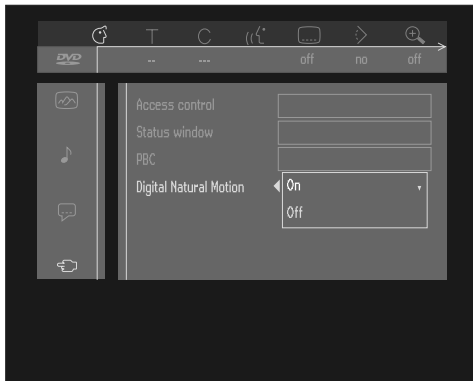 T C
DVD -- --- off no off
Access control
Status window
PBC
Digital Natural Motion On
Off